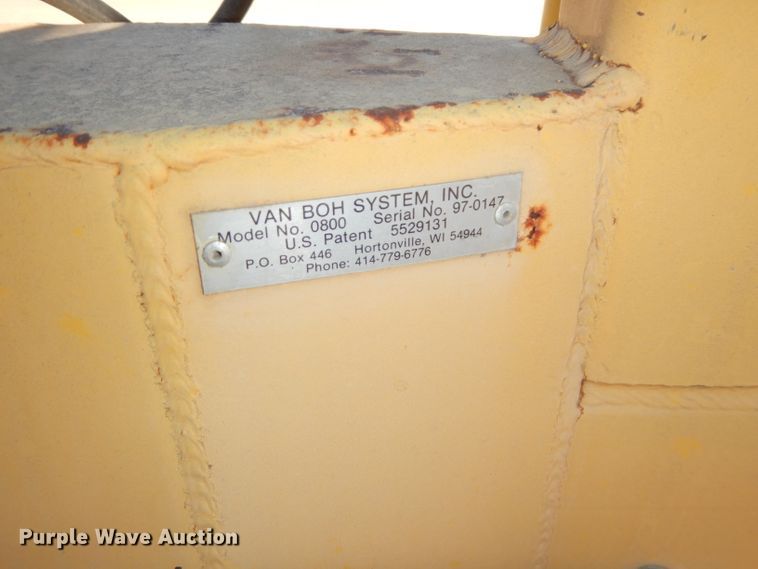 VAN BOH SYSTEM, INC.
Model No. 0800 Serial No. 97-0147
U.S. Patent 5529131
P.O. Box 446 Hortonville, WI 54944
Phone: 414-779-6776
Purple Wave Auction